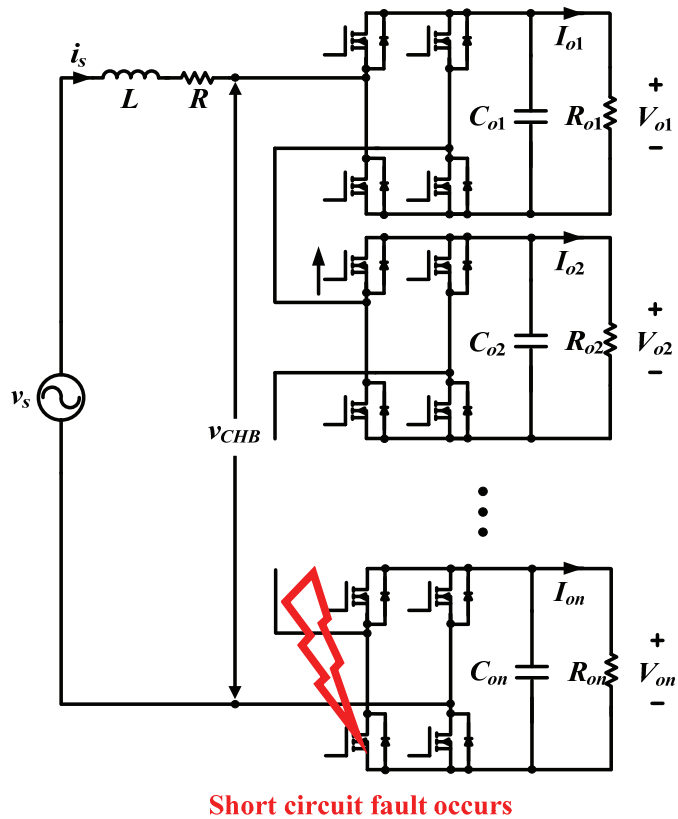 i_s
L
R
I_o1
C_o1
R_o1
+
V_o1
−
I_o2
C_o2
R_o2
+
V_o2
−
v_s
v_CHB
I_on
C_on
R_on
+
V_on
−
Short circuit fault occurs